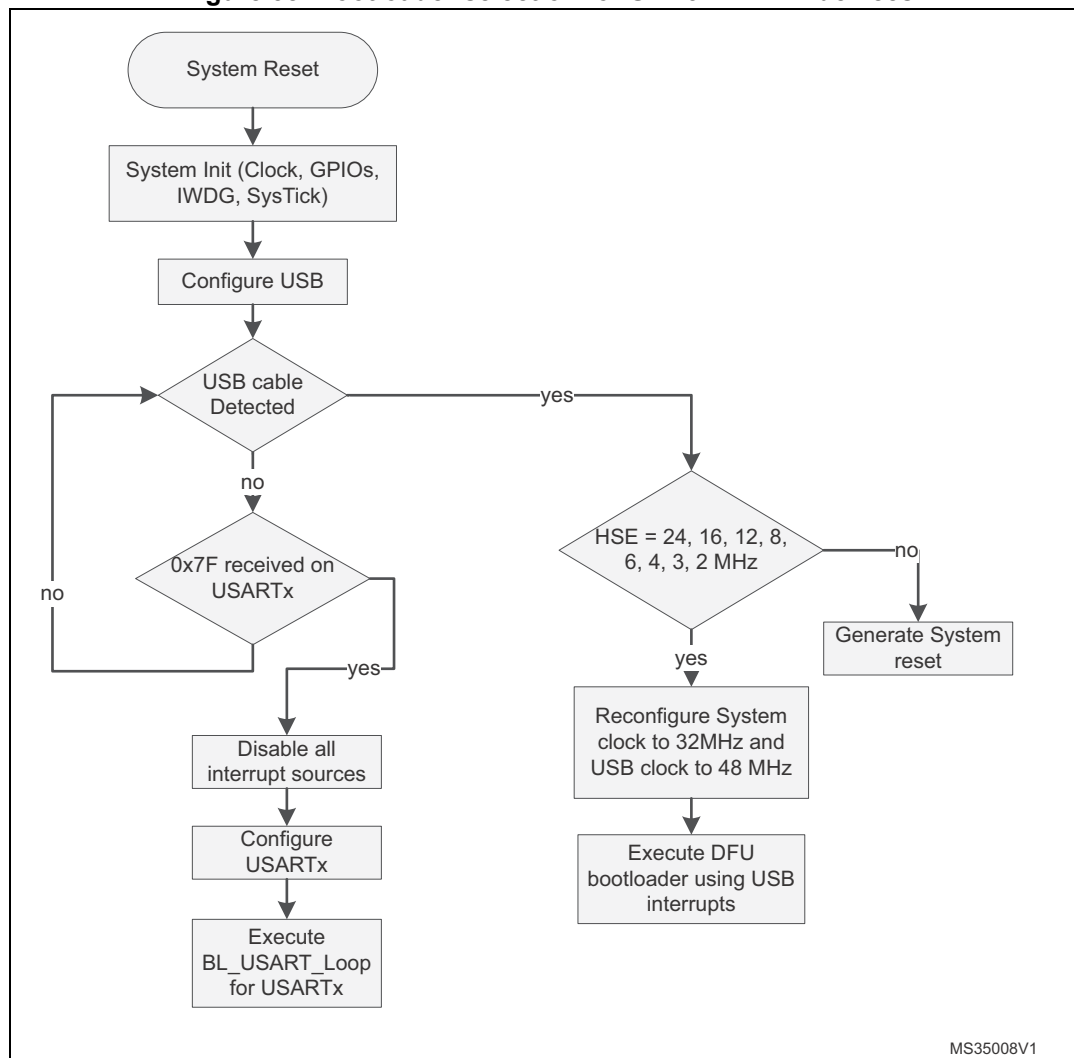 System Reset
System Init (Clock, GPIOs,
IWDG, SysTick)
Configure USB
USB cable
Detected
yes
no
HSE = 24, 16, 12, 8,
6, 4, 3, 2 MHz
no
0x7F received on
USARTx
no
yes
Generate System
reset
yes
Reconfigure System
clock to 32MHz and
USB clock to 48 MHz
Disable all
interrupt sources
Configure
USARTx
Execute DFU
bootloader using USB
interrupts
Execute
BL_USART_Loop
for USARTx
MS35008V1